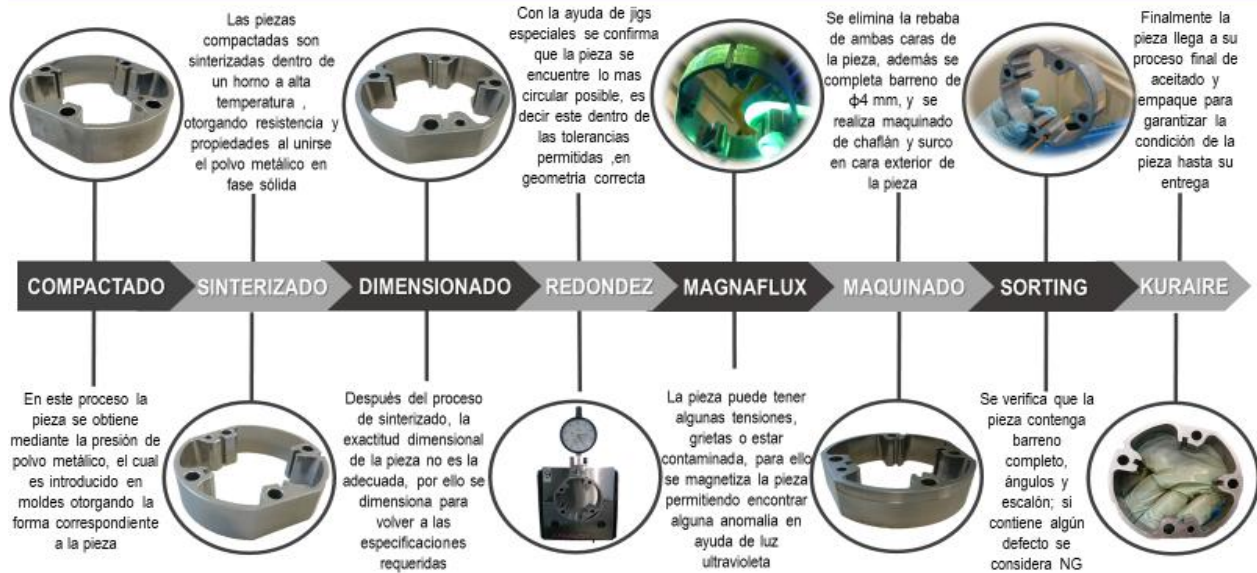 Las piezas
compactadas son
sinterizadas dentro de
un horno a alta
temperatura ,
otorgando resistencia y
propiedades al unirse
el polvo metálico en
fase sólida
Con la ayuda de jigs
especiales se confirma
que la pieza se
encuentre lo mas
circular posible, es
decir este dentro de
las tolerancias
permitidas ,en
geometría correcta
Se elimina la rebaba
de ambas caras de
la pieza, además se
completa barreno de
ϕ4 mm, y se
realiza maquinado
de chaflán y surco
en cara exterior de
la pieza
Finalmente la
pieza llega a su
proceso final de
aceitado y
empaque para
garantizar la
condición de la
pieza hasta su
entrega
COMPACTADO
SINTERIZADO
DIMENSIONADO
REDONDEZ
MAGNAFLUX
MAQUINADO
SORTING
KURAIRE
En este proceso la
pieza se obtiene
mediante la presión de
polvo metálico, el cual
es introducido en
moldes otorgando la
forma correspondiente
a la pieza
Después del proceso
de sinterizado, la
exactitud dimensional
de la pieza no es la
adecuada, por ello se
dimensiona para
volver a las
especificaciones
requeridas
La pieza puede tener
algunas tensiones,
grietas o estar
contaminada, para ello
se magnetiza la pieza
permitiendo encontrar
alguna anomalía en
ayuda de luz
ultravioleta
Se verifica que la
pieza contenga
barreno
completo,
ángulos y
escalón; si
contiene algún
defecto se
considera NG